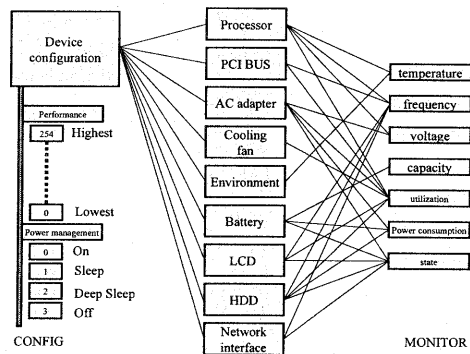 Device
configuration
Performance
254
Highest
0
Lowest
Power management
0
On
1
Sleep
2
Deep Sleep
3
Off
CONFIG
Processor
PCI BUS
AC adapter
Cooling
fan
Environment
Battery
LCD
HDD
Network
interface
temperature
frequency
voltage
capacity
utilization
Power consumption
state
MONITOR